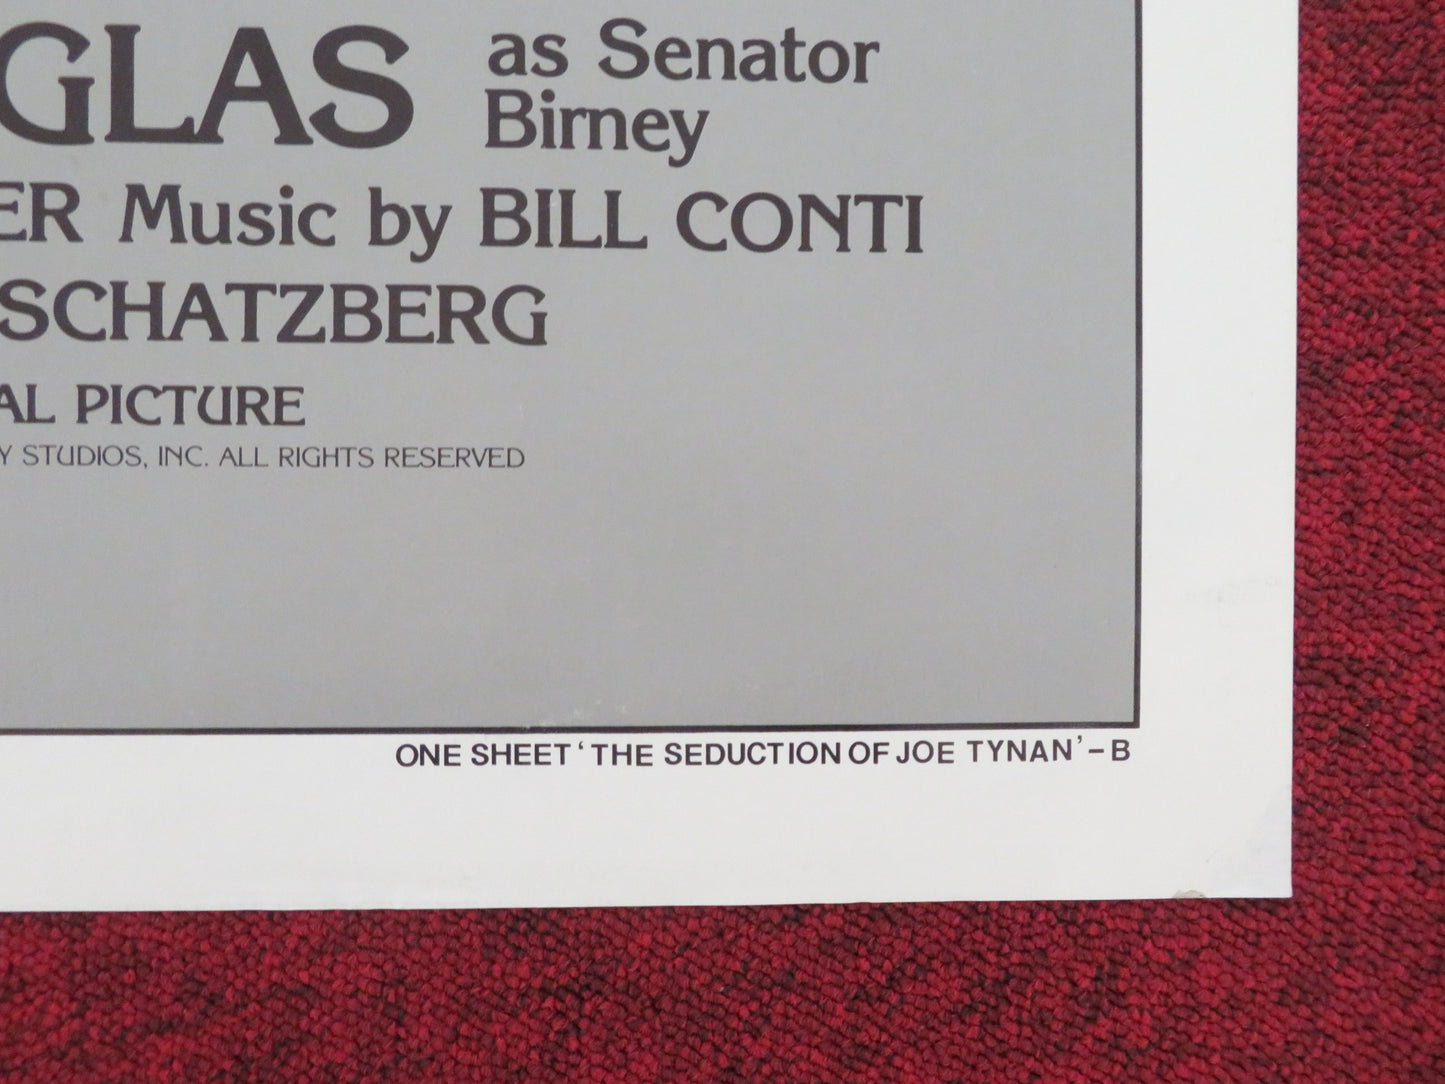 GLAS as Senator
Birney
ER Music by BILL CONTI
SCHATZBERG
AL PICTURE
Y STUDIOS, INC. ALL RIGHTS RESERVED
ONE SHEET ‘THE SEDUCTION OF JOE TYNAN’–B